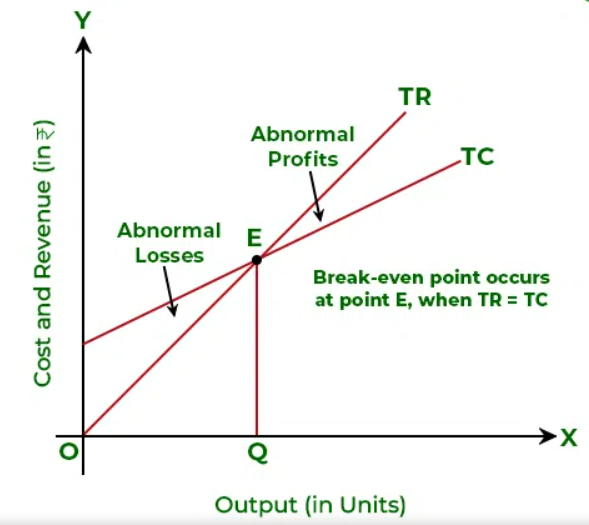 Y
TR
Abnormal
Profits
TC
Abnormal
Losses
E
Break-even point occurs
at point E, when TR = TC
Cost and Revenue (in ₹)
O
Q
X
Output (in Units)